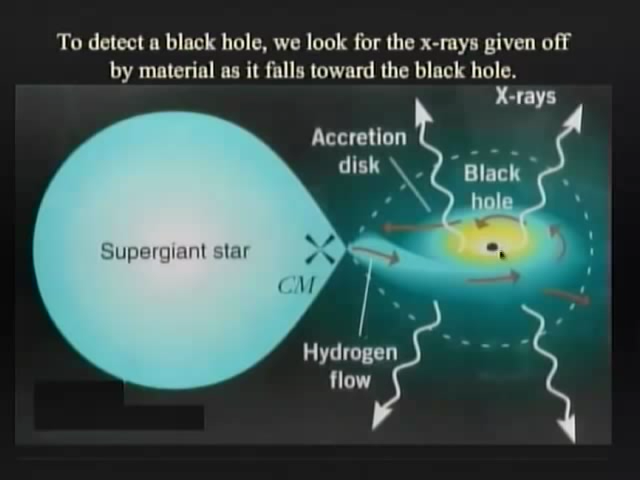 To detect a black hole, we look for the x-rays given off
by material as it falls toward the black hole.
X-rays
Accretion
disk
Black
hole
Supergiant star
CM
Hydrogen
flow